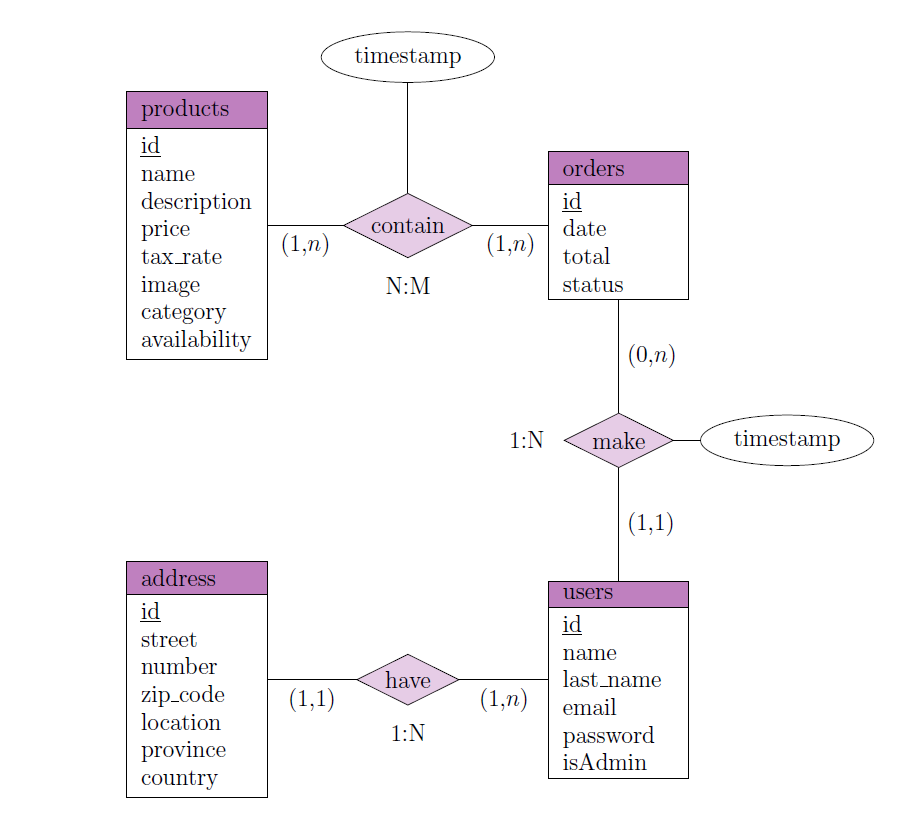 timestamp
products
id
name
description
price
tax_rate
image
category
availability
contain
(1,n)
(1,n)
N:M
orders
id
date
total
status
(0,n)
1:N
make
timestamp
(1,1)
address
id
street
number
zip_code
location
province
country
have
(1,1)
(1,n)
1:N
users
id
name
last_name
email
password
isAdmin